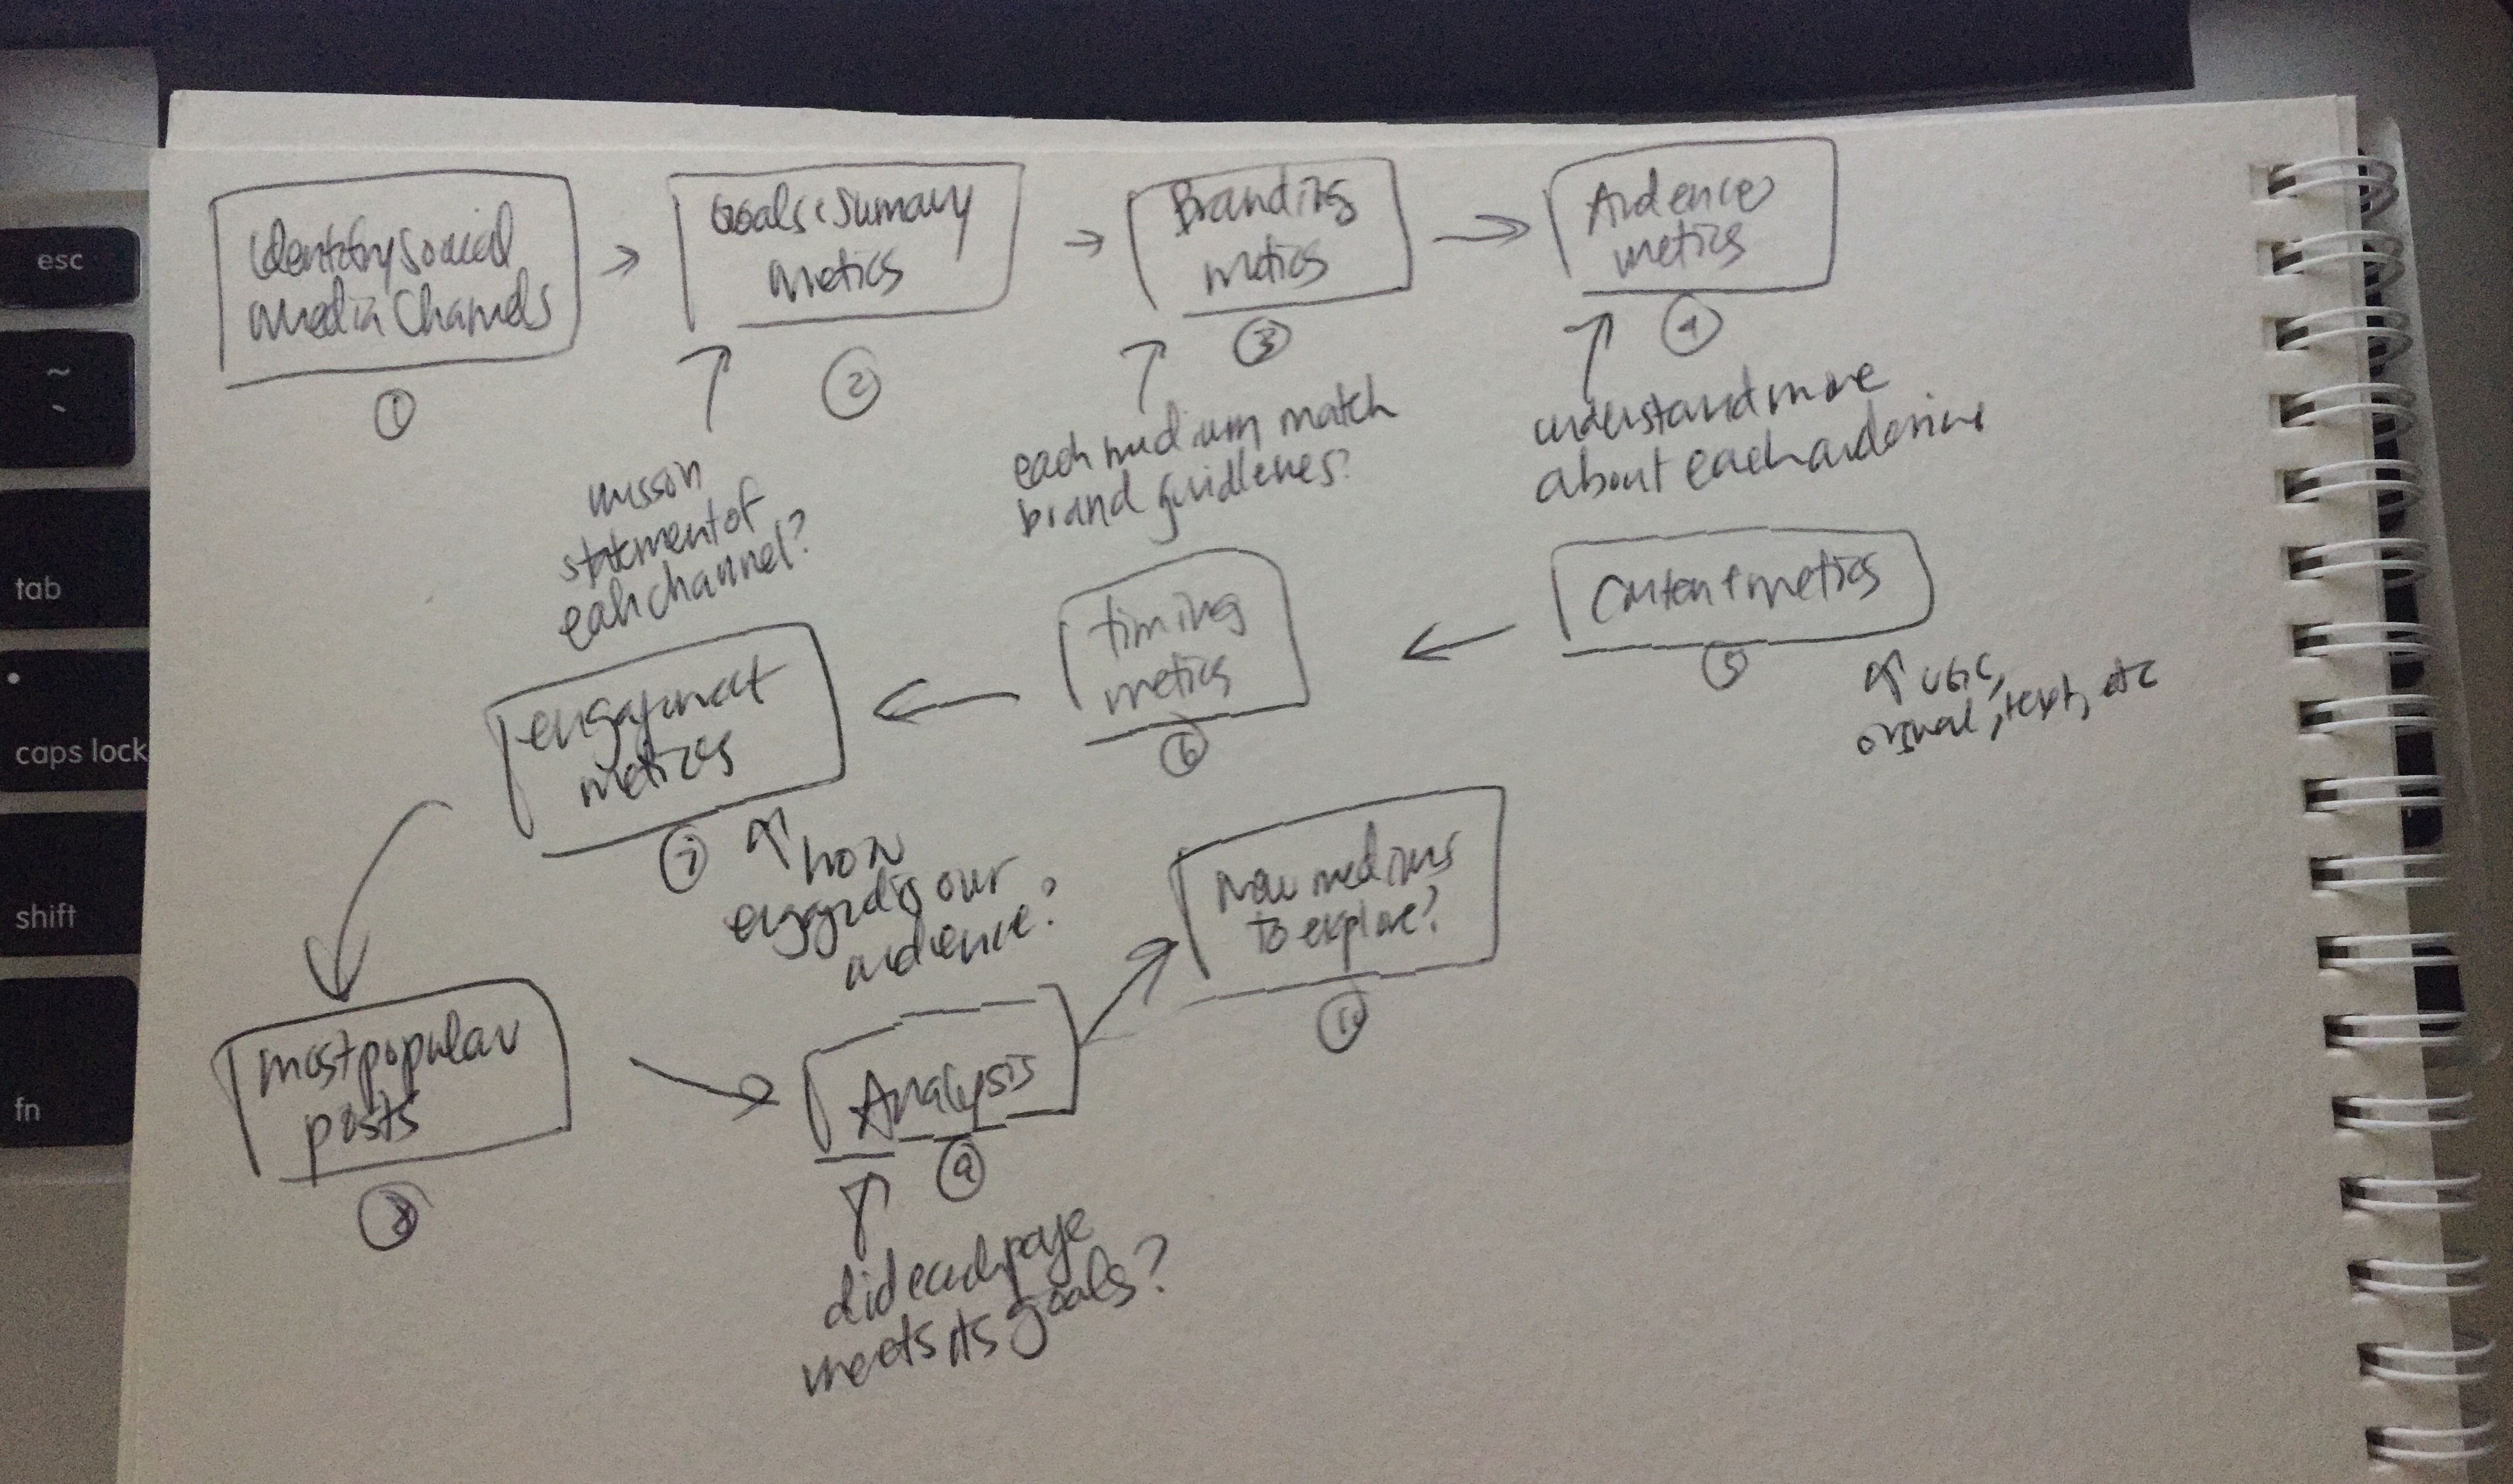 Identify social
media Channels
①
Goals & Summary
metrics
②
Branding
metrics
③
Audience
metrics
④
mission
statement of
each channel?
each medium match
brand guidlenes?
understand more
about each audience
Content metrics
⑤
UGC,
original, text, etc
timing
metrics
⑥
engagement
metrics
⑦
how
engaged is our
audience?
most popular
posts
⑧
Analysis
⑨
did each page
meets its goals?
New mediums
to explore?
⑩
esc
~
tab
caps lock
shift
fn